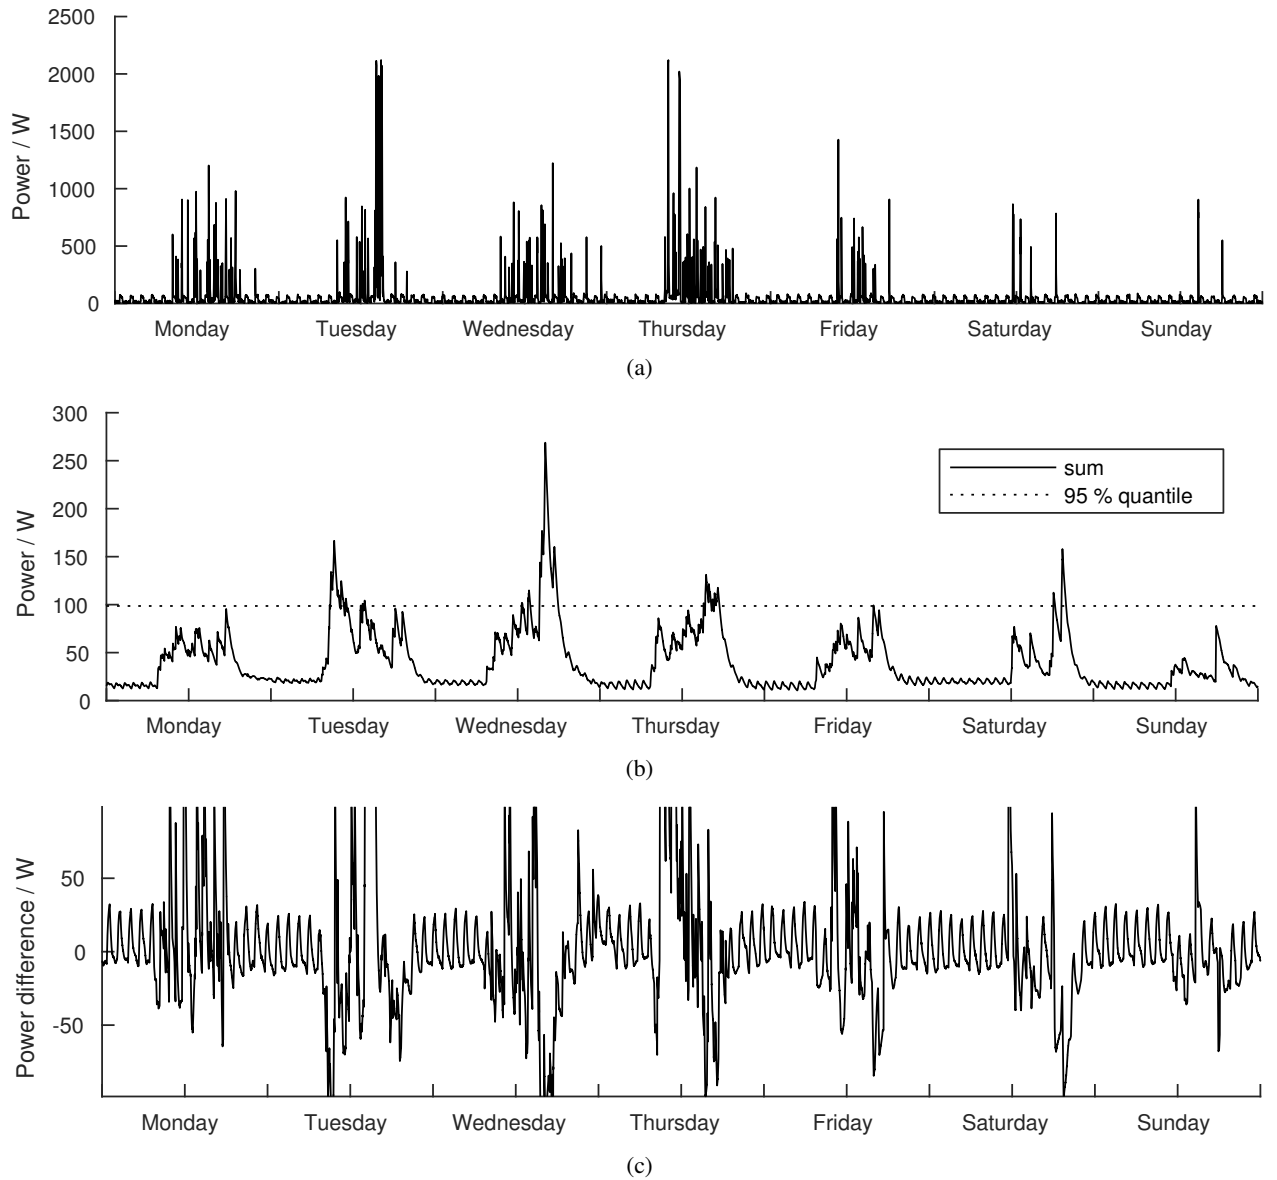 2500
2000
1500
1000
500
0
Power / W
Monday Tuesday Wednesday Thursday Friday Saturday Sunday
(a)
300
250
200
150
100
50
0
Power / W
sum
95 % quantile
Monday Tuesday Wednesday Thursday Friday Saturday Sunday
(b)
50
0
-50
Power difference / W
Monday Tuesday Wednesday Thursday Friday Saturday Sunday
(c)